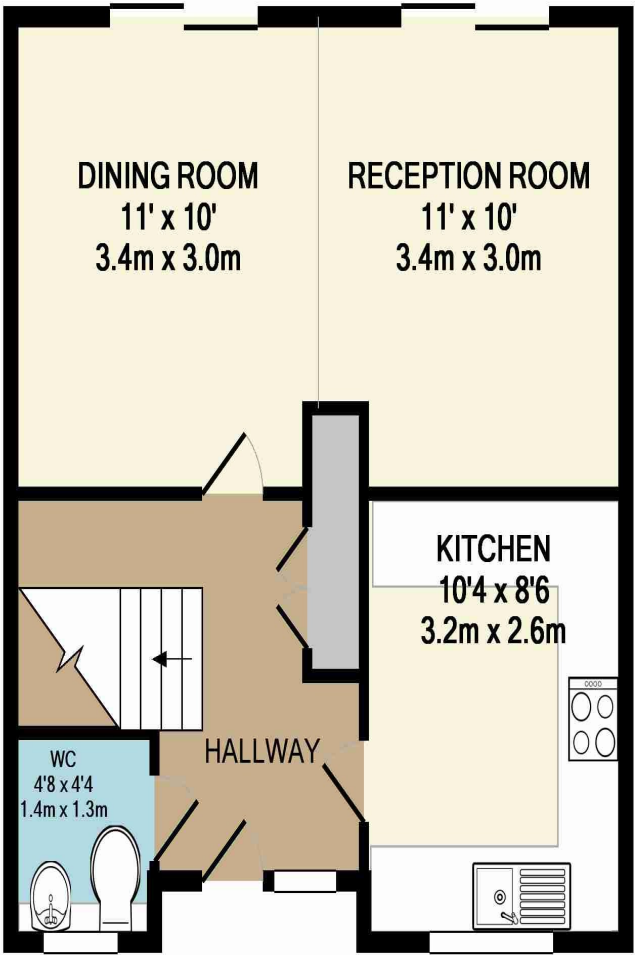 DINING ROOM
11' x 10'
3.4m x 3.0m
RECEPTION ROOM
11' x 10'
3.4m x 3.0m
KITCHEN
10'4 x 8'6
3.2m x 2.6m
HALLWAY
WC
4'8 x 4'4
1.4m x 1.3m